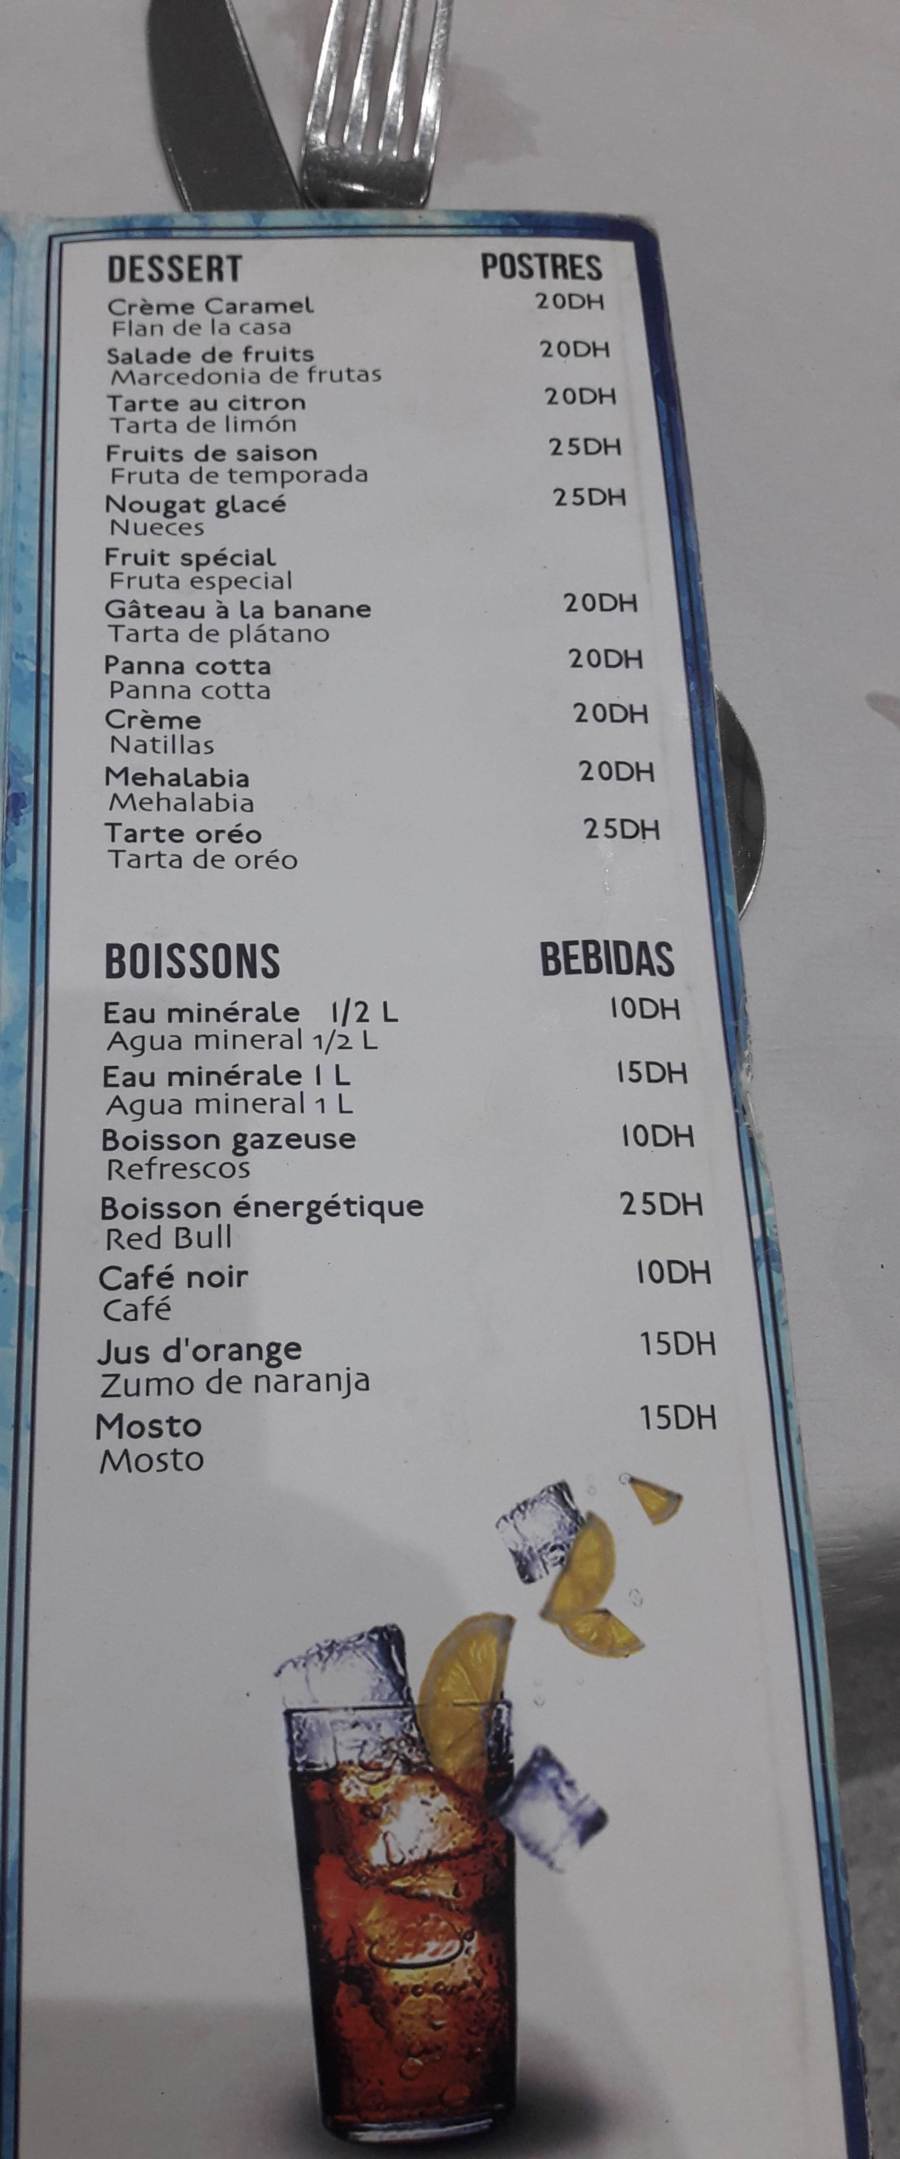 DESSERT POSTRES
Crème Caramel 20DH
Flan de la casa
Salade de fruits 20DH
Marcedonia de frutas
Tarte au citron 20DH
Tarta de limón
Fruits de saison 25DH
Fruta de temporada
Nougat glacé 25DH
Nueces
Fruit spécial
Fruta especial
Gâteau à la banane 20DH
Tarta de plátano
Panna cotta 20DH
Panna cotta
Crème 20DH
Natillas
Mehalabia 20DH
Mehalabia
Tarte oréo 25DH
Tarta de oréo
BOISSONS BEBIDAS
Eau minérale 1/2 L 10DH
Agua mineral 1/2 L
Eau minérale 1 L 15DH
Agua mineral 1 L
Boisson gazeuse 10DH
Refrescos
Boisson énergétique 25DH
Red Bull
Café noir 10DH
Café
Jus d'orange 15DH
Zumo de naranja
Mosto 15DH
Mosto